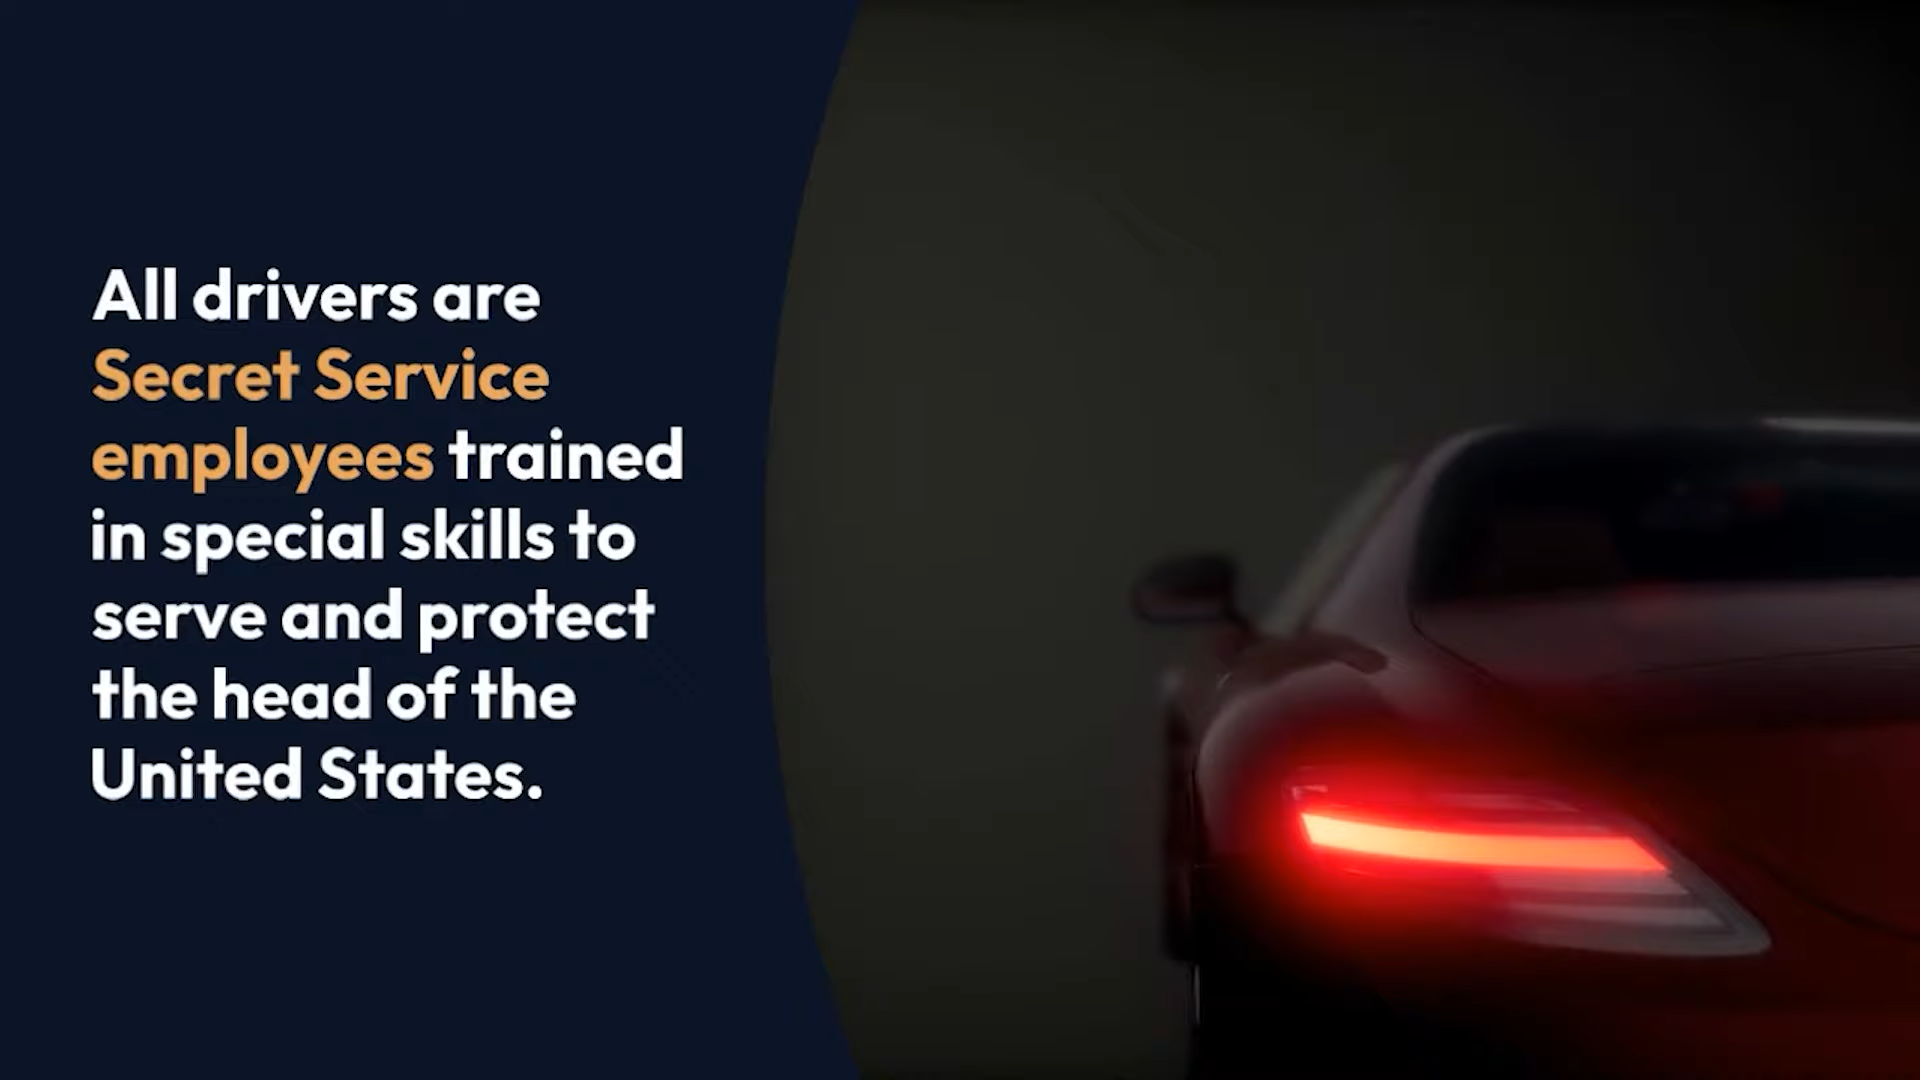 All drivers are
Secret Service
employees trained
in special skills to
serve and protect
the head of the
United States.